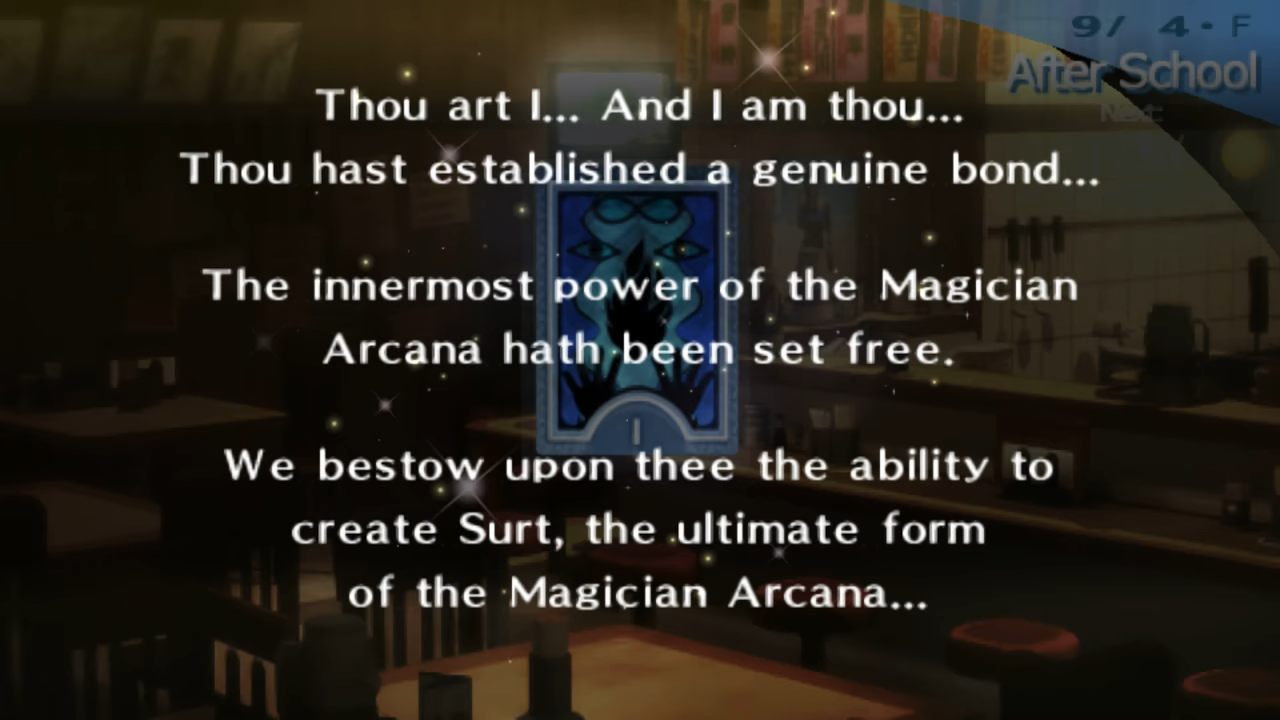 9/ 4 · F
After School
Next:
Thou art I... And I am thou...
Thou hast established a genuine bond...
The innermost power of the Magician
Arcana hath been set free.
We bestow upon thee the ability to
create Surt, the ultimate form
of the Magician Arcana...
I